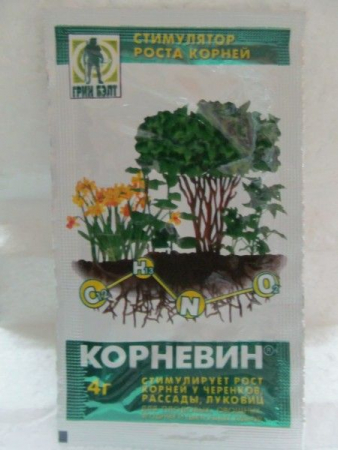 СТИМУЛЯТОР
РОСТА КОРНЕЙ
ГРИН БЭЛТ
H
O
N
КОРНЕВИН®
4г
СТИМУЛИРУЕТ РОСТ
КОРНЕЙ У ЧЕРЕНКОВ,
РАССАДЫ, ЛУКОВИЦ